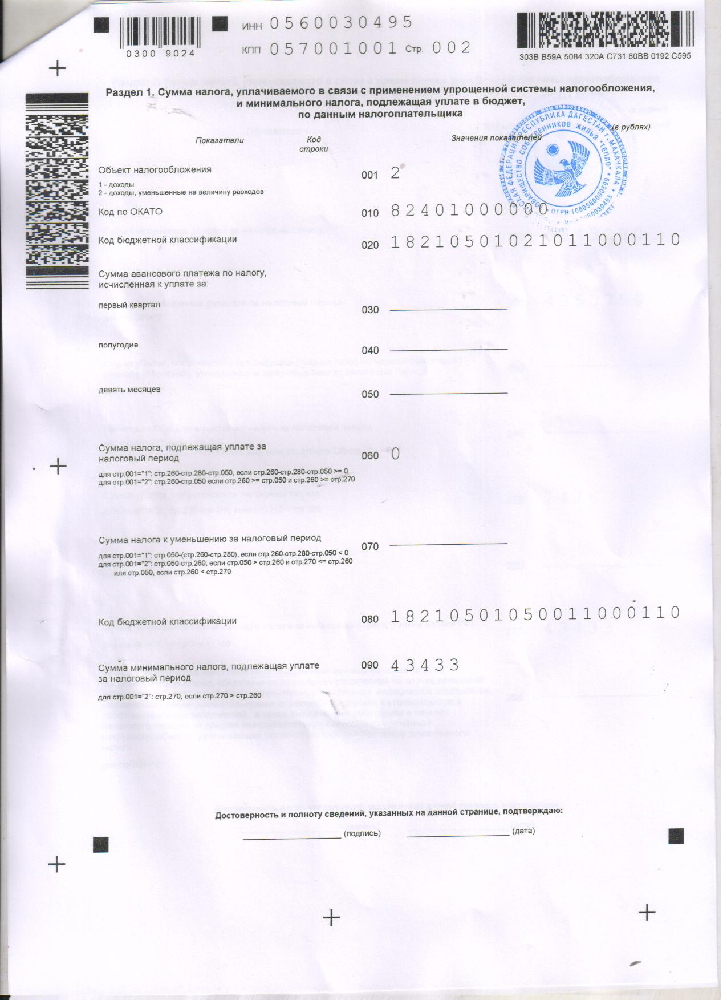 0300 9024
ИНН 0560030495
КПП 057001001 Стр. 002
303B B59A 5084 320A C731 80BB 0192 C595
Раздел 1. Сумма налога, уплачиваемого в связи с применением упрощенной системы налогообложения,
и минимального налога, подлежащая уплате в бюджет,
по данным налогоплательщика
(в рублях)
Показатели Код строки Значения показателей
РЕСПУБЛИКА ДАГЕСТАН г. МАХАЧКАЛА
ТОВАРИЩЕСТВО СОБСТВЕННИКОВ ЖИЛЬЯ "ТЕПЛО" * ОГРН 1060560000599 *
Объект налогообложения 001 2
1 - доходы
2 - доходы, уменьшенные на величину расходов
Код по ОКАТО 010 82401000000
Код бюджетной классификации 020 18210501021011000110
Сумма авансового платежа по налогу,
исчисленная к уплате за:
первый квартал 030
полугодие 040
девять месяцев 050
Сумма налога, подлежащая уплате за
налоговый период 060 0
для стр.001="1": стр.260-стр.280-стр.050, если стр.260-стр.280-стр.050 >= 0
для стр.001="2": стр.260-стр.050 если стр.260 >= стр.050 и стр.260 >= стр.270
Сумма налога к уменьшению за налоговый период 070
для стр.001="1": стр.050-(стр.260-стр.280), если стр.260-стр.280-стр.050 < 0
для стр.001="2": стр.050-стр.260, если стр.050 > стр.260 и стр.270 <= стр.260
или стр.050, если стр.260 < стр.270
Код бюджетной классификации 080 18210501050011000110
Сумма минимального налога, подлежащая уплате 090 43433
за налоговый период
для стр.001="2": стр.270, если стр.270 > стр.260
Достоверность и полноту сведений, указанных на данной странице, подтверждаю:
(подпись) (дата)